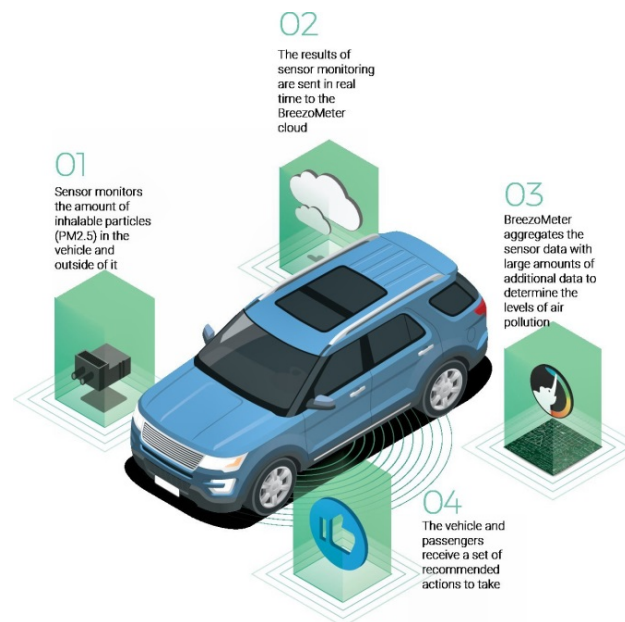 01
Sensor monitors
the amount of
inhalable particles
(PM2.5) in the
vehicle and
outside of it
02
The results of
sensor monitoring
are sent in real
time to the
BreezoMeter
cloud
03
BreezoMeter
aggregates the
sensor data with
large amounts of
additional data to
determine the
levels of air
pollution
04
The vehicle and
passengers
receive a set of
recommended
actions to take